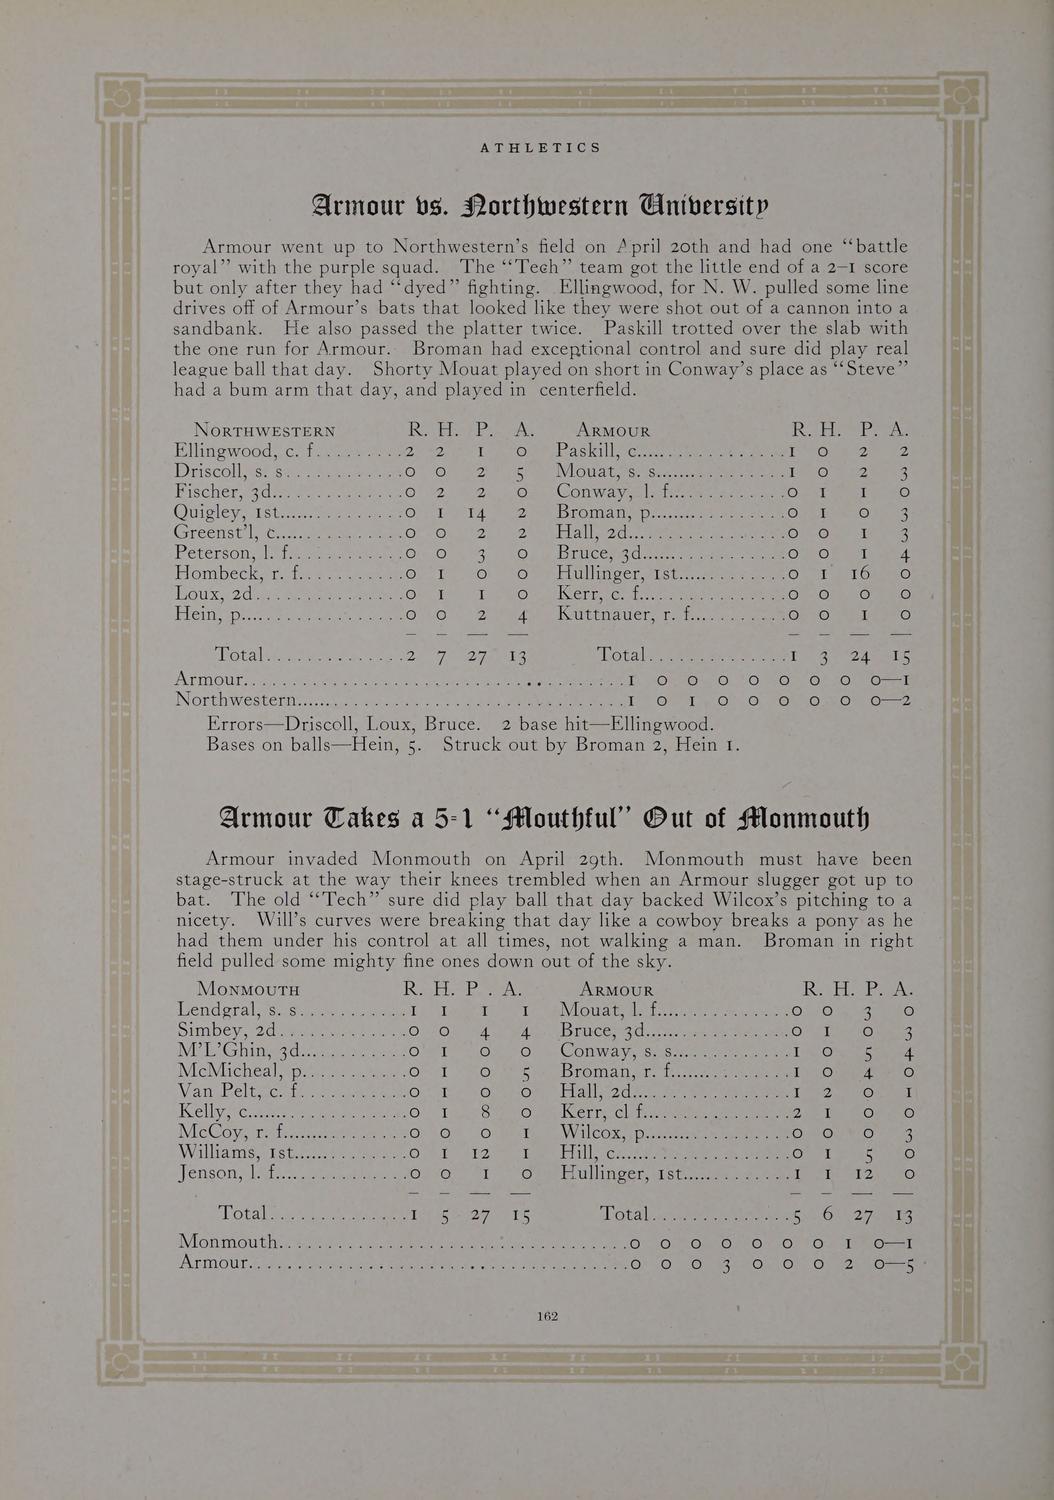 ATHLETICS
Armour vs. Northwestern University
Armour went up to Northwestern's field on April 20th and had one “battle
royal” with the purple squad. The “Tech” team got the little end of a 2–1 score
but only after they had “dyed” fighting. Ellingwood, for N. W. pulled some line
drives off of Armour's bats that looked like they were shot out of a cannon into a
sandbank. He also passed the platter twice. Paskill trotted over the slab with
the one run for Armour. Broman had exceptional control and sure did play real
league ball that day. Shorty Mouat played on short in Conway's place as “Steve”
had a bum arm that day, and played in centerfield.
NORTHWESTERN R. H. P. A. ARMOUR R. H. P. A.
Ellingwood, c. f.........2 2 1 0 Paskill, c...............1 0 2 2
Driscoll, s. s............0 0 2 5 Mouat, s. s..............1 0 2 3
Fischer, 3d..............0 2 2 0 Conway, l. f............0 1 1 0
Quigley, 1st.............0 1 14 2 Broman, p..............0 1 0 3
Greenst'l, c.............0 0 2 2 Hall, 2d................0 0 1 3
Peterson, l. f...........0 0 3 0 Bruce, 3d...............0 0 1 4
Hombeck, r. f...........0 1 0 0 Hullinger, 1st...........0 1 16 0
Loux, 2d................0 1 1 0 Kerr, c. f...............0 0 0 0
Hein, p.................0 0 2 4 Kuttnauer, r. f..........0 0 1 0
Total..............2 7 27 13 Total..............1 3 24 15
Armour.......................................1 0 0 0 0 0 0 0 0—1
Northwestern.................................1 0 1 0 0 0 0 0 0—2
Errors—Driscoll, Loux, Bruce. 2 base hit—Ellingwood.
Bases on balls—Hein, 5. Struck out by Broman 2, Hein 1.
Armour Takes a 5-1 “Mouthful” Out of Monmouth
Armour invaded Monmouth on April 29th. Monmouth must have been
stage-struck at the way their knees trembled when an Armour slugger got up to
bat. The old “Tech” sure did play ball that day backed Wilcox's pitching to a
nicety. Will's curves were breaking that day like a cowboy breaks a pony as he
had them under his control at all times, not walking a man. Broman in right
field pulled some mighty fine ones down out of the sky.
MONMOUTH R. H. P. A. ARMOUR R. H. P. A.
Lendgral, s. s...........1 1 1 1 Mouat, l. f..............0 0 3 0
Simbey, 2d.............0 0 4 4 Bruce, 3d...............0 1 0 3
M'L'Ghin, 3d...........0 1 0 0 Conway, s. s............1 0 5 4
McMicheal, p...........0 1 0 5 Broman, r. f............1 0 4 0
Van Pelt, c. f...........0 1 0 0 Hall, 2d.................1 2 0 1
Kelly, c................0 1 8 0 Kerr, cl f...............2 1 0 0
McCoy, r. f.............0 0 0 1 Wilcox, p...............0 0 0 3
Williams, 1st............0 1 12 1 Hill, c..................0 1 5 0
Jenson, l. f.............0 0 1 0 Hullinger, 1st...........1 1 12 0
Total..............1 5 27 15 Total..............5 6 27 13
Monmouth...................................0 0 0 0 0 0 0 1 0—1
Armour......................................0 0 0 3 0 0 0 2 0—5
162